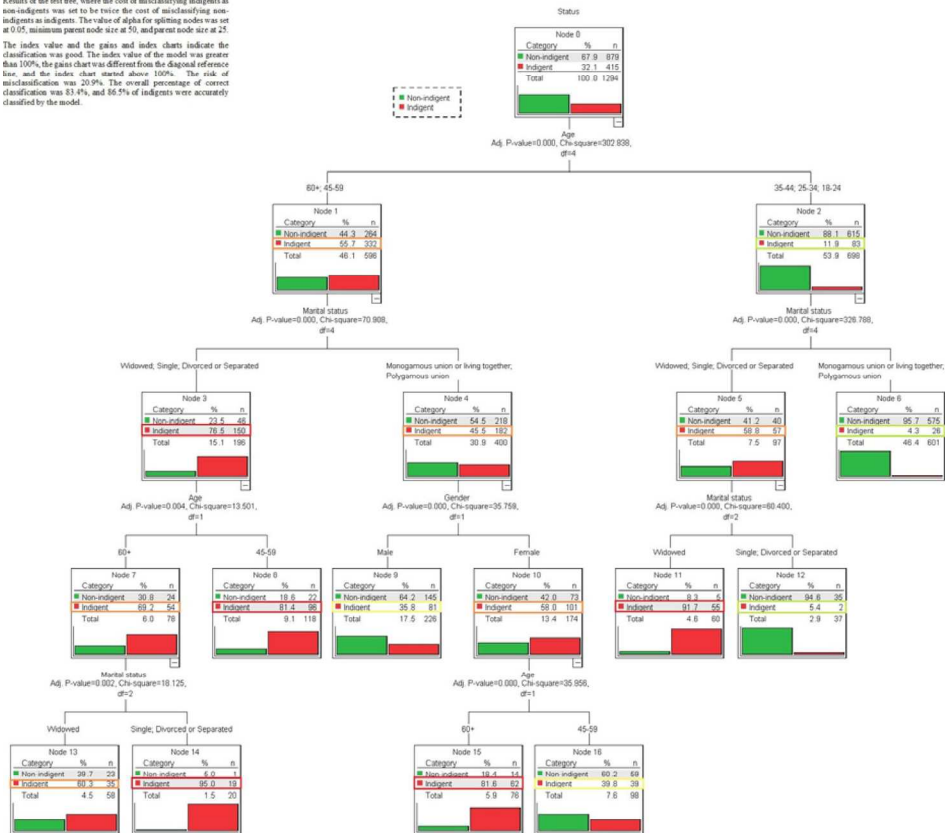 Results of the test tree, where the cost of misclassifying indigents as
non-indigents was set to be twice the cost of misclassifying non-
indigents as indigents. The value of alpha for splitting nodes was set
at 0.05, minimum parent node size at 50, and parent node size at 25.
The index value and the gains and index charts indicate the
classification was good. The index value of the model was greater
than 100%, the gains chart was different from the diagonal reference
line, and the index chart started above 100%. The risk of
misclassification was 20.9%. The overall percentage of correct
classification was 83.4%, and 86.5% of indigents were accurately
classified by the model.
Non-indigent
Indigent
Status
Node 0
Category % n
Non-indigent 67.9 879
Indigent 32.1 415
Total 100.0 1294
Age
Adj. P-value=0.000, Chi-square=302.838,
df=4
60+; 45-59
35-44; 25-34; 18-24
Node 1
Category % n
Non-indigent 44.3 264
Indigent 55.7 332
Total 46.1 596
Marital status
Adj. P-value=0.000, Chi-square=70.908,
df=4
Node 2
Category % n
Non-indigent 88.1 615
Indigent 11.9 83
Total 53.9 698
Marital status
Adj. P-value=0.000, Chi-square=326.788,
df=4
Widowed; Single; Divorced or Separated
Monogamous union or living together,
Polygamous union
Widowed; Single; Divorced or Separated
Monogamous union or living together,
Polygamous union
Node 3
Category % n
Non-indigent 23.5 46
Indigent 76.5 150
Total 15.1 196
Age
Adj. P-value=0.004, Chi-square=13.501,
df=1
Node 4
Category % n
Non-indigent 54.5 218
Indigent 45.5 182
Total 30.9 400
Gender
Adj. P-value=0.000, Chi-square=35.758,
df=1
Node 5
Category % n
Non-indigent 41.2 40
Indigent 58.8 57
Total 7.5 97
Marital status
Adj. P-value=0.000, Chi-square=60.400,
df=2
Node 6
Category % n
Non-indigent 95.7 575
Indigent 4.3 26
Total 46.4 601
60+
45-59
Male
Female
Widowed
Single; Divorced or Separated
Node 7
Category % n
Non-indigent 30.8 24
Indigent 69.2 54
Total 6.0 78
Marital status
Adj. P-value=0.002, Chi-square=18.125,
df=2
Node 8
Category % n
Non-indigent 18.6 22
Indigent 81.4 96
Total 9.1 118
Node 9
Category % n
Non-indigent 64.2 145
Indigent 35.8 81
Total 17.5 226
Node 10
Category % n
Non-indigent 42.0 73
Indigent 58.0 101
Total 13.4 174
Age
Adj. P-value=0.000, Chi-square=35.956,
df=1
Node 11
Category % n
Non-indigent 8.3 5
Indigent 91.7 55
Total 4.6 60
Node 12
Category % n
Non-indigent 94.6 35
Indigent 5.4 2
Total 2.9 37
Widowed
Single; Divorced or Separated
60+
45-59
Node 13
Category % n
Non-indigent 39.7 23
Indigent 60.3 35
Total 4.5 58
Node 14
Category % n
Non-indigent 5.0 1
Indigent 95.0 19
Total 1.5 20
Node 15
Category % n
Non-indigent 18.4 14
Indigent 81.6 62
Total 5.9 76
Node 16
Category % n
Non-indigent 60.2 59
Indigent 39.8 39
Total 7.6 98